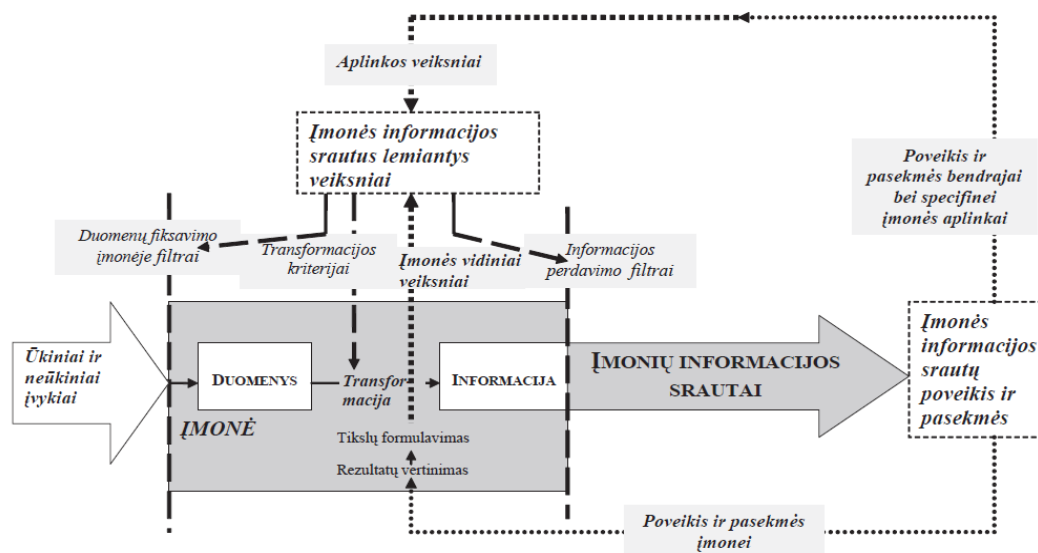 Aplinkos veiksniai
Įmonės informacijos
srautus lemiantys
veiksniai
Poveikis ir
pasekmės bendrajai
bei specifinei
įmonės aplinkai
Duomenų fiksavimo
įmonėje filtrai
Transformacijos
kriterijai
Įmonės vidiniai
veiksniai
Informacijos
perdavimo filtrai
Ūkiniai ir
neūkiniai
įvykiai
DUOMENYS
Transfor-
macija
INFORMACIJA
ĮMONIŲ INFORMACIJOS
SRAUTAI
Įmonės
informacijos
srautų
poveikis ir
pasekmės
ĮMONĖ
Tikslų formulavimas
Rezultatų vertinimas
Poveikis ir pasekmės
įmonei